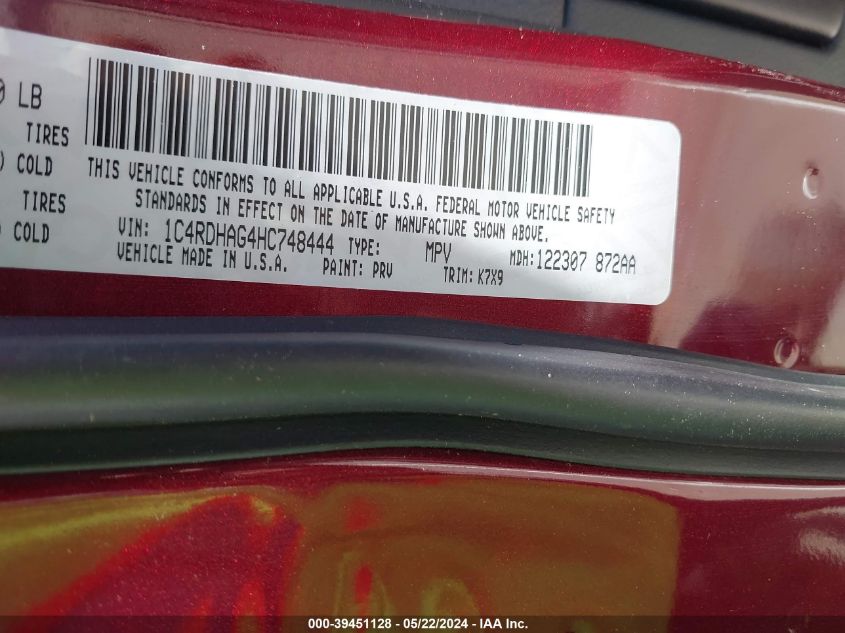 0 LB
TIRES
COLD
TIRES
COLD
THIS VEHICLE CONFORMS TO ALL APPLICABLE U.S.A. FEDERAL MOTOR VEHICLE SAFETY
STANDARDS IN EFFECT ON THE DATE OF MANUFACTURE SHOWN ABOVE.
VIN: 1C4RDHAG4HC748444 TYPE: MPV MDH:122307 872AA
VEHICLE MADE IN U.S.A. PAINT: PRV TRIM: K7X9
000-39451128 - 05/22/2024 - IAA Inc.